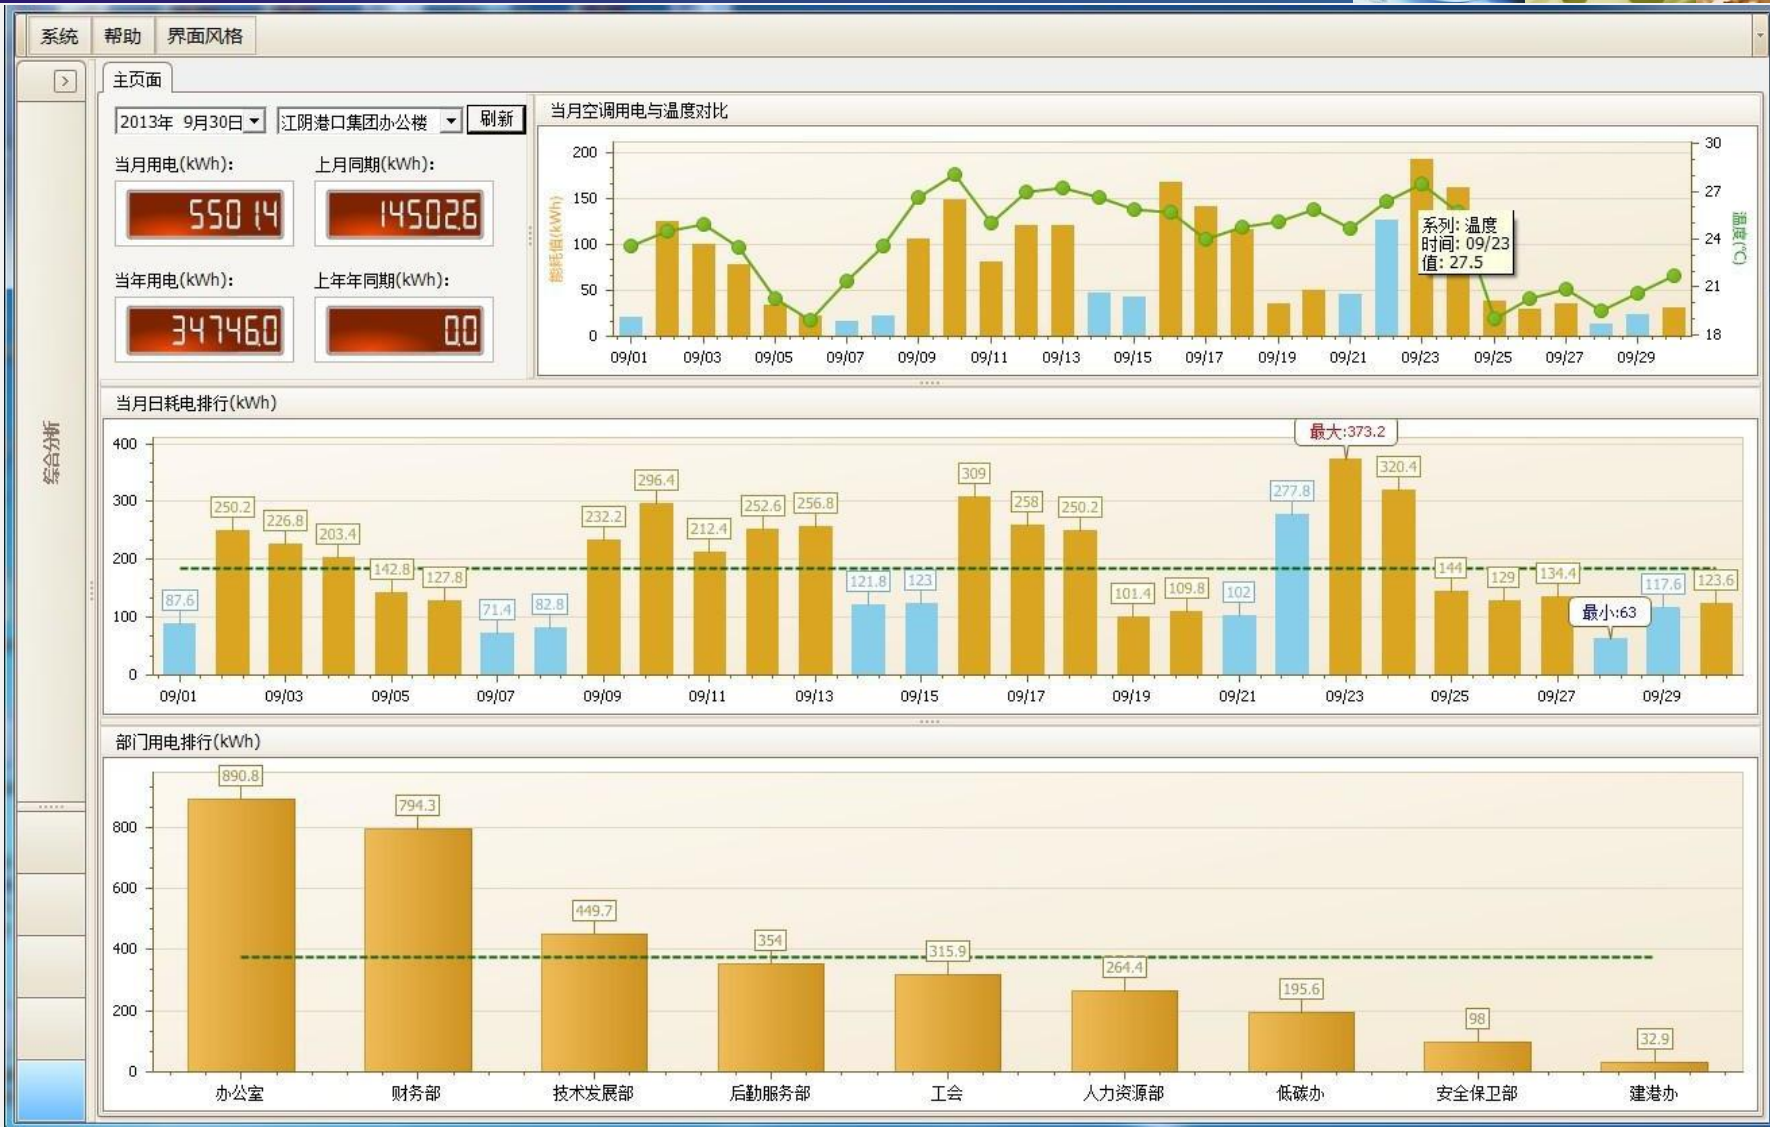 系统 帮助 界面风格
主页面
综合分析
2013年 9月30日 江阴港口集团办公楼 刷新
当月用电(kWh): 上月同期(kWh):
5501.4 14502.6
当年用电(kWh): 上年年同期(kWh):
34746.0 0.0
当月空调用电与温度对比
200
150
100
50
0
能耗值(kWh)
30
27
24
21
18
温度(℃)
系列: 温度
时间: 09/23
值: 27.5
09/01 09/03 09/05 09/07 09/09 09/11 09/13 09/15 09/17 09/19 09/21 09/23 09/25 09/27 09/29
当月日耗电排行(kWh)
400
300
200
100
0
87.6 250.2 226.8 203.4 142.8 127.8 71.4 82.8 232.2 296.4 212.4 252.6 256.8 121.8 123 309 258 250.2 101.4 109.8 102 277.8 最大:373.2 320.4 144 129 134.4 最小:63 117.6 123.6
09/01 09/03 09/05 09/07 09/09 09/11 09/13 09/15 09/17 09/19 09/21 09/23 09/25 09/27 09/29
部门用电排行(kWh)
800
600
400
200
0
890.8 794.3 449.7 354 315.9 264.4 195.6 98 32.9
办公室 财务部 技术发展部 后勤服务部 工会 人力资源部 低碳办 安全保卫部 建港办